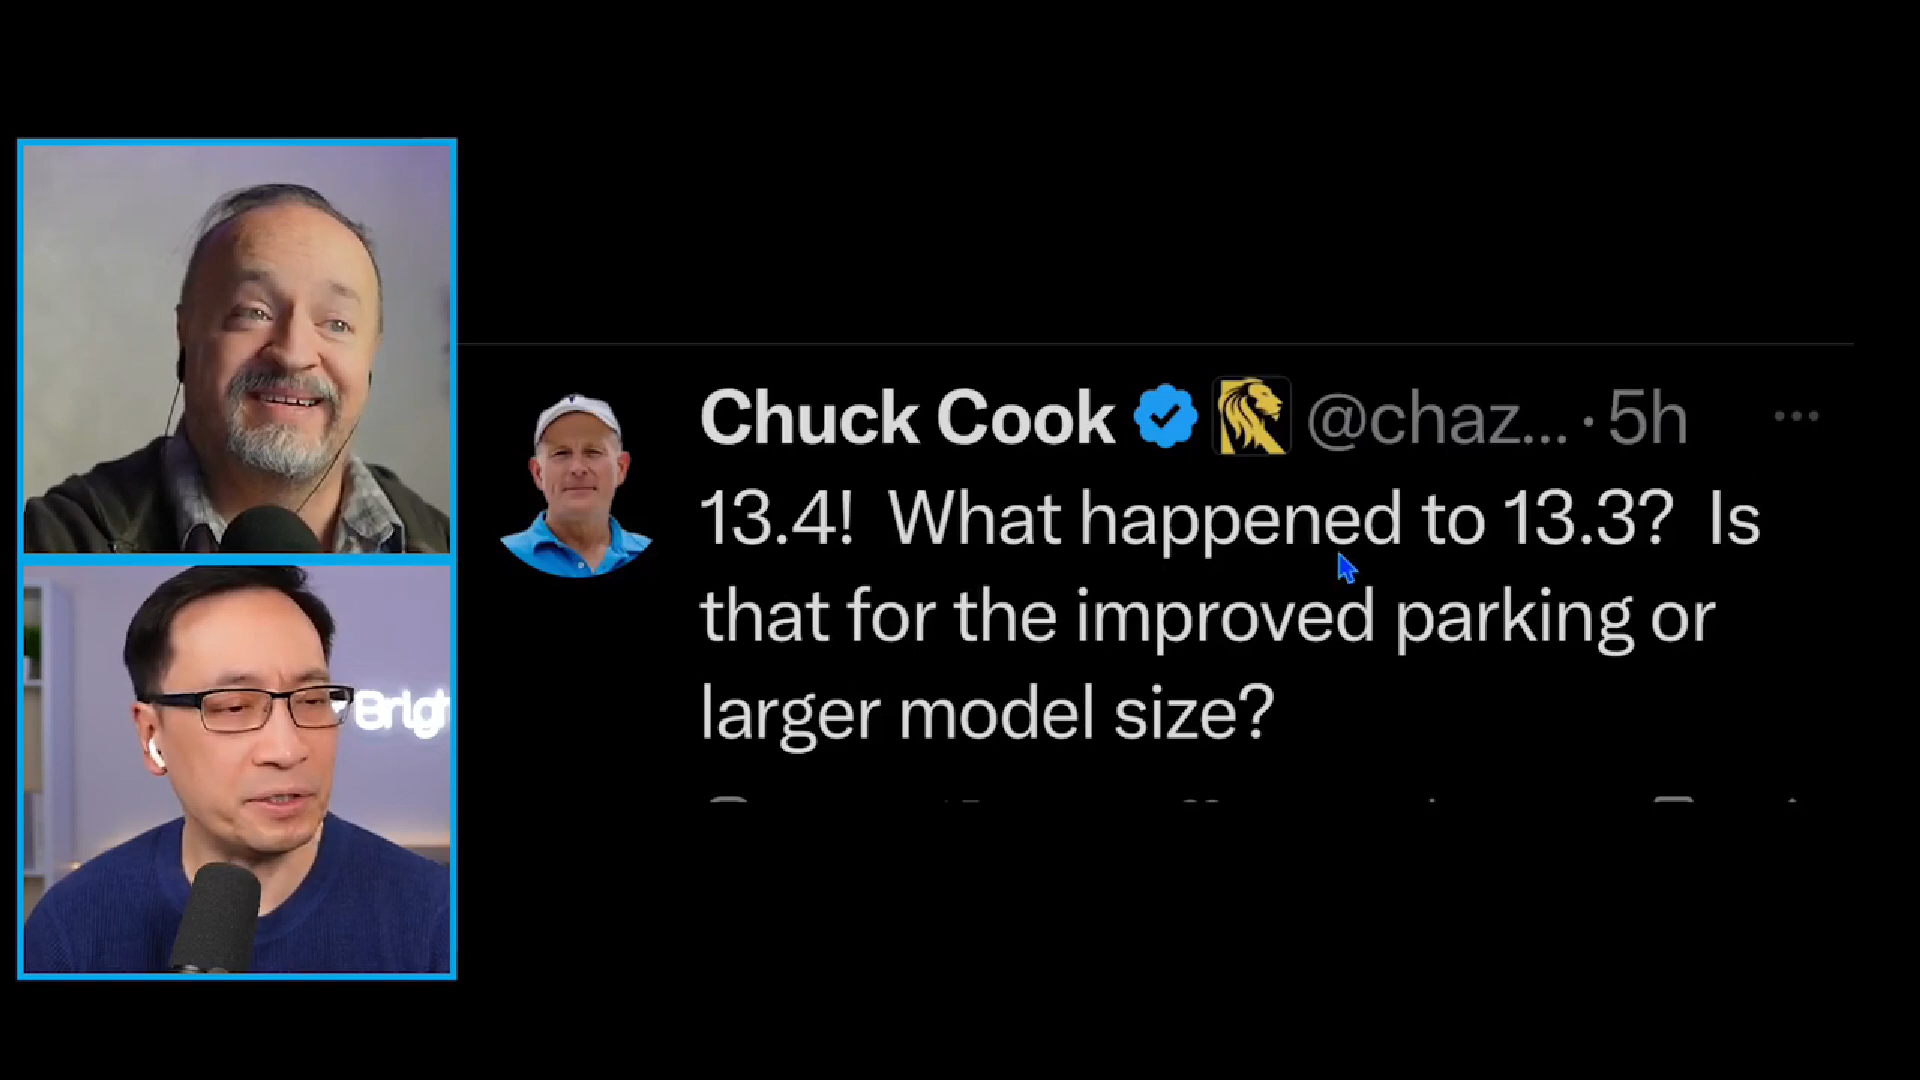 Chuck Cook @chaz... · 5h
13.4!  What happened to 13.3?  Is
that for the improved parking or
larger model size?
Brigh